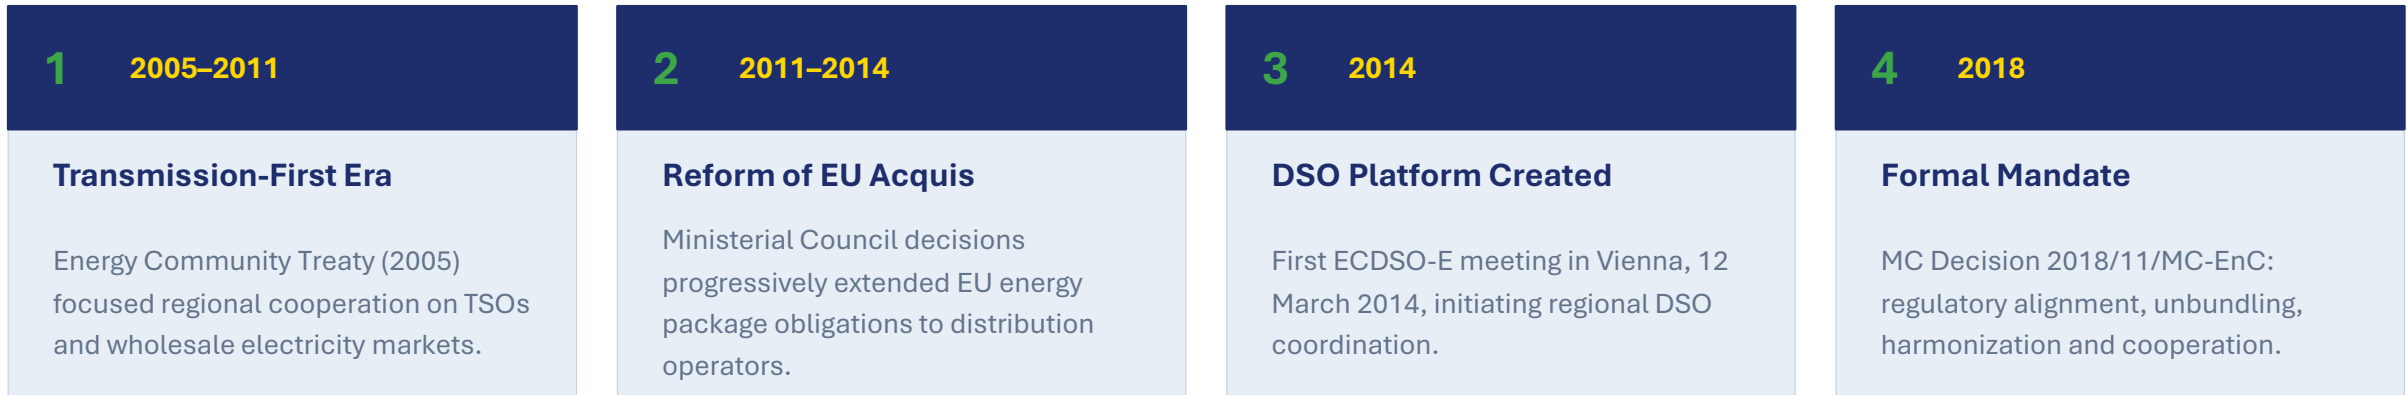 1 2005–2011
Transmission-First Era
Energy Community Treaty (2005)
focused regional cooperation on TSOs
and wholesale electricity markets.
2 2011–2014
Reform of EU Acquis
Ministerial Council decisions
progressively extended EU energy
package obligations to distribution
operators.
3 2014
DSO Platform Created
First ECDSO-E meeting in Vienna, 12
March 2014, initiating regional DSO
coordination.
4 2018
Formal Mandate
MC Decision 2018/11/MC-EnC:
regulatory alignment, unbundling,
harmonization and cooperation.